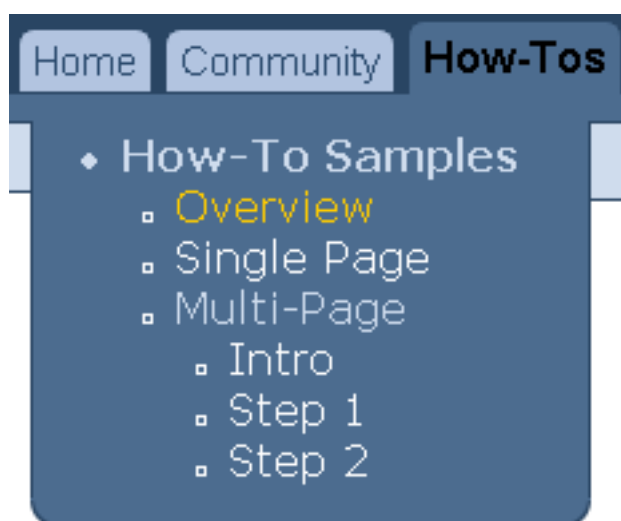 Home Community How-Tos
How-To Samples
Overview
Single Page
Multi-Page
Intro
Step 1
Step 2